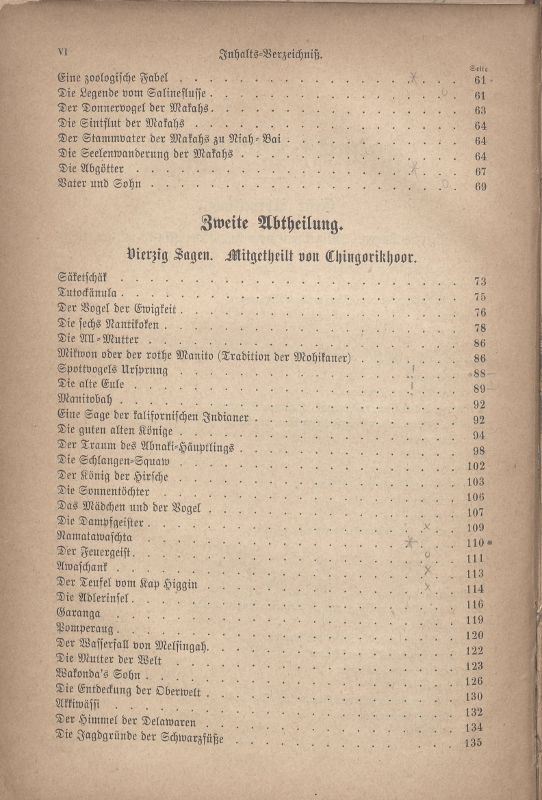 VI
Inhalts-Verzeichniß.
Seite
Eine zoologische Fabel 61
Die Legende vom Salineflusse 61
Der Donnervogel der Makahs 63
Die Sintflut der Makahs 64
Der Stammvater der Makahs zu Niah-Bai 64
Die Seelenwanderung der Makahs 64
Die Abgötter 67
Vater und Sohn 69
Zweite Abtheilung.
Vierzig Sagen. Mitgetheilt von Chingorikhoor.
Säketschäk 73
Tutockänula 75
Der Vogel der Ewigkeit 76
Die sechs Nantikoken 78
Die All-Mutter 86
Mikwon oder der rothe Manito (Tradition der Mohikaner) 86
Spottvogels Ursprung 88
Die alte Eule 89
Manitobah 92
Eine Sage der kalifornischen Indianer 92
Die guten alten Könige 94
Der Traum des Abnaki-Häuptlings 98
Die Schlangen-Squaw 102
Der König der Hirsche 103
Die Sonnentöchter 106
Das Mädchen und der Vogel 107
Die Dampfgeister 109
Namatawaschta 110
Der Feuergeist 111
Awaschank 113
Der Teufel vom Kap Higgin 114
Die Adlerinsel 116
Garanga 119
Pomperaug 120
Der Wasserfall von Melsingah 122
Die Mutter der Welt 123
Wakonda's Sohn 126
Die Entdeckung der Oberwelt 130
Akkiwässi 132
Der Himmel der Delawaren 134
Die Jagdgründe der Schwarzfüße 135